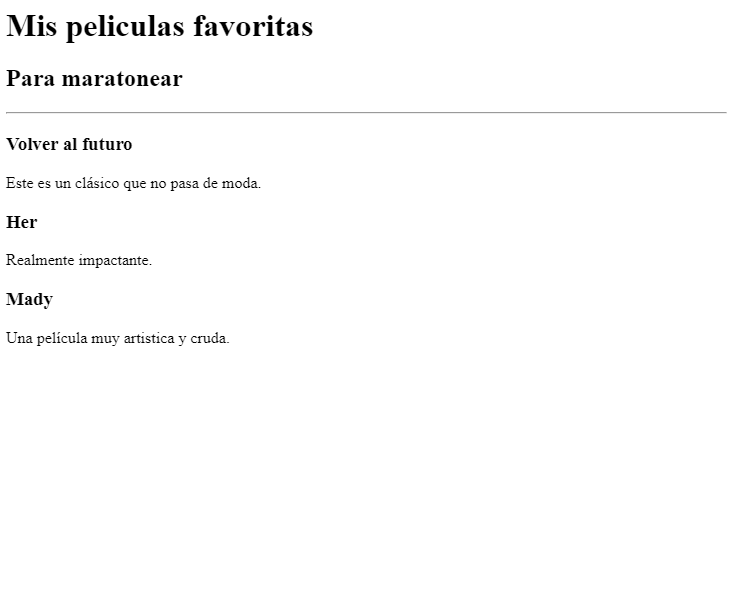 Mis peliculas favoritas
Para maratonear
Volver al futuro
Este es un clásico que no pasa de moda.
Her
Realmente impactante.
Mady
Una película muy artistica y cruda.